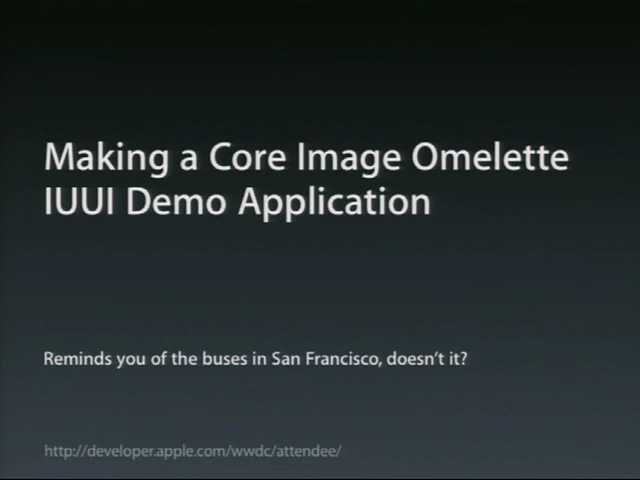 Making a Core Image Omelette
IUUI Demo Application
Reminds you of the buses in San Francisco, doesn't it?
http://developer.apple.com/wwdc/attendee/